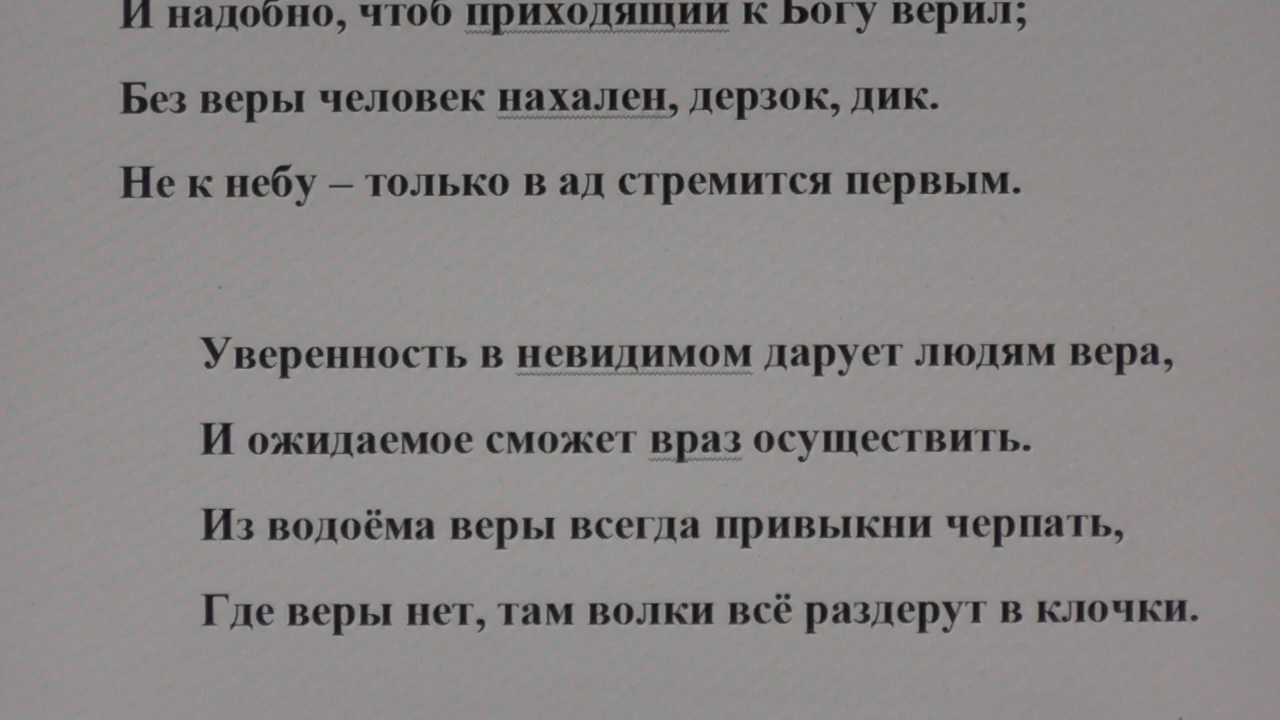 И надобно, чтоб приходящий к Богу верил;
Без веры человек нахален, дерзок, дик.
Не к небу – только в ад стремится первым.
Уверенность в невидимом дарует людям вера,
И ожидаемое сможет враз осуществить.
Из водоёма веры всегда привыкни черпать,
Где веры нет, там волки всё раздерут в клочки.